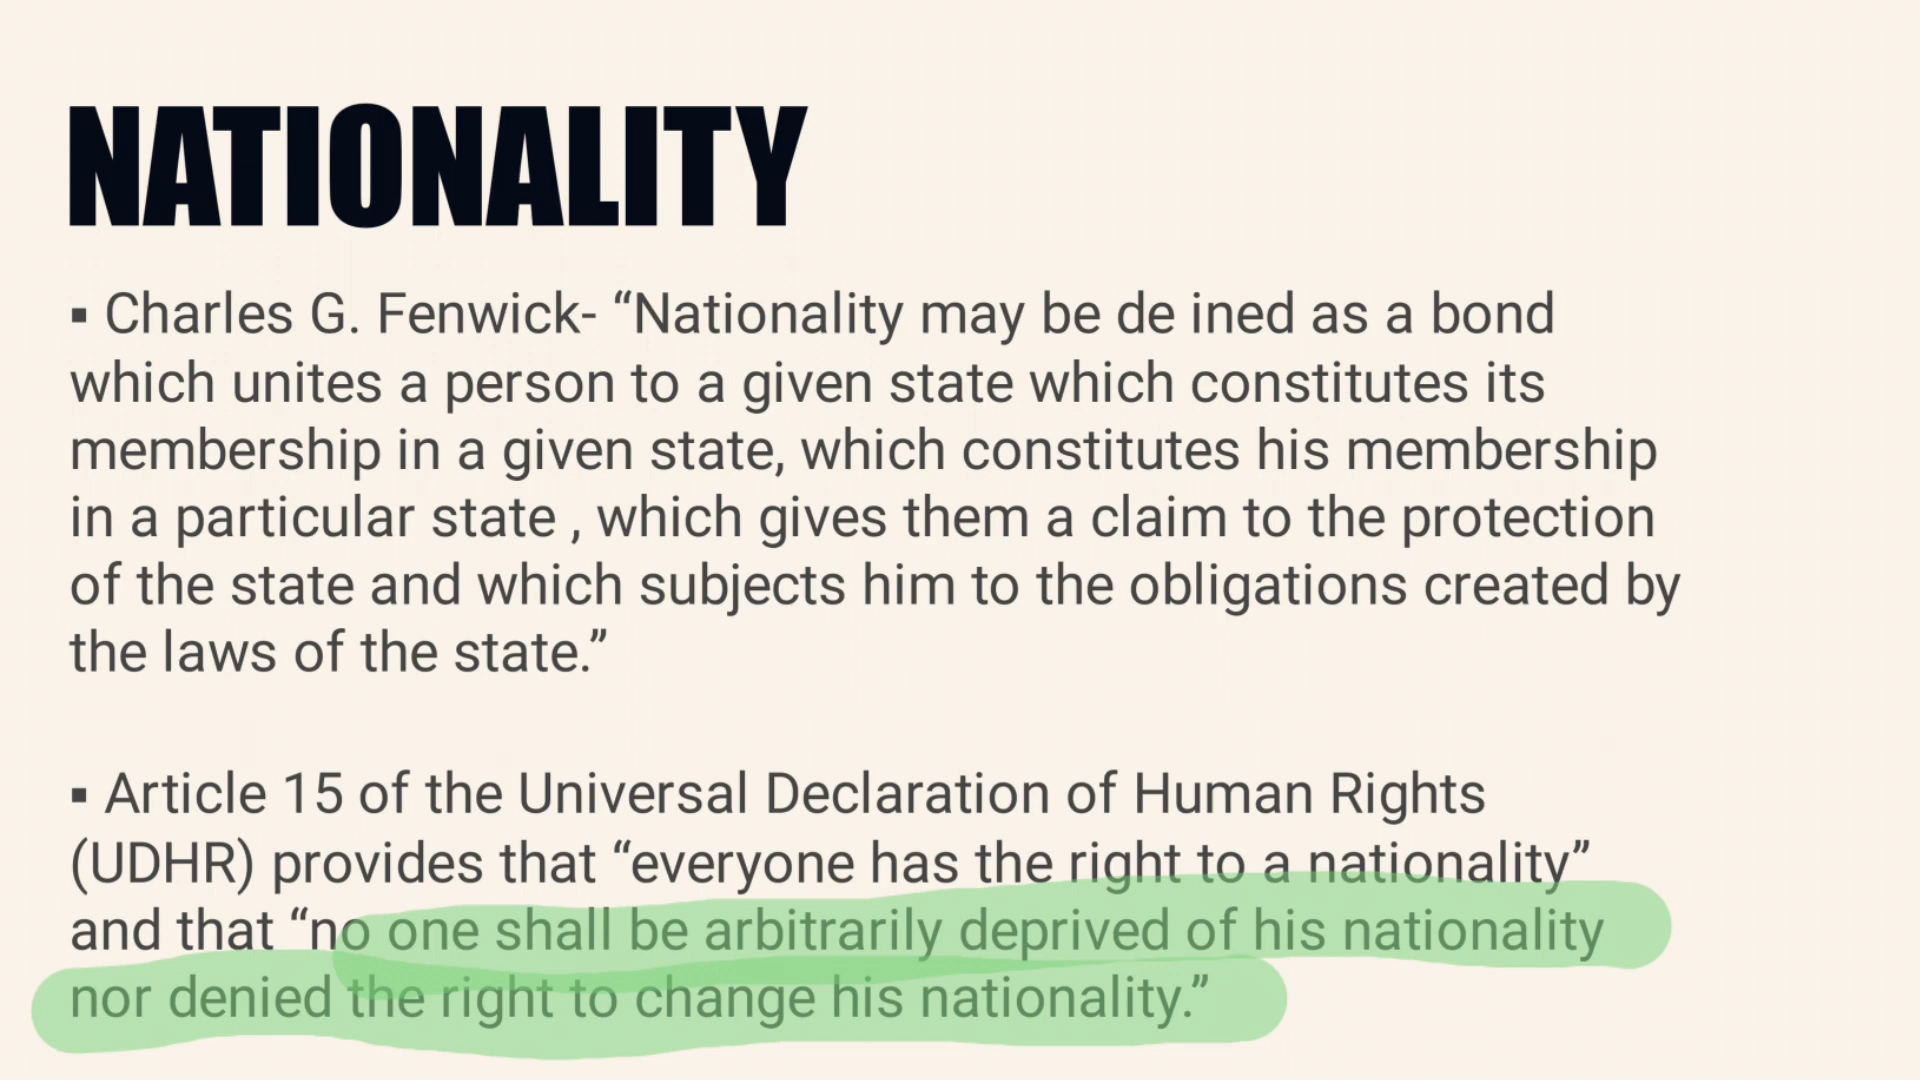 NATIONALITY
▪ Charles G. Fenwick- “Nationality may be de ined as a bond
which unites a person to a given state which constitutes its
membership in a given state, which constitutes his membership
in a particular state , which gives them a claim to the protection
of the state and which subjects him to the obligations created by
the laws of the state.”
▪ Article 15 of the Universal Declaration of Human Rights
(UDHR) provides that “everyone has the right to a nationality”
and that “no one shall be arbitrarily deprived of his nationality
nor denied the right to change his nationality.”